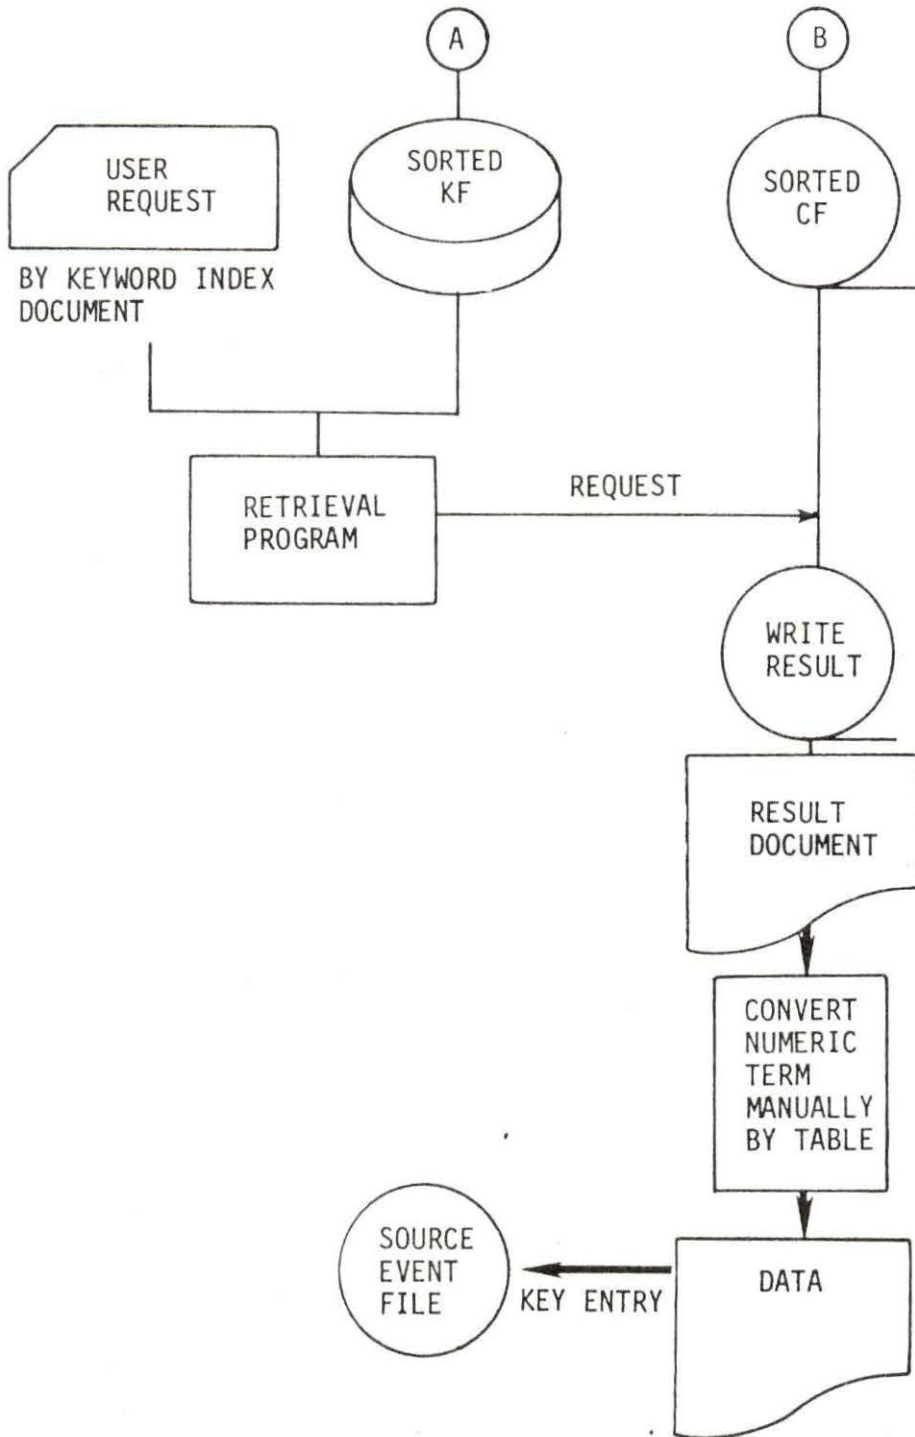 A
B
USER
REQUEST
SORTED
KF
SORTED
CF
BY KEYWORD INDEX
DOCUMENT
RETRIEVAL
PROGRAM
REQUEST
WRITE
RESULT
RESULT
DOCUMENT
CONVERT
NUMERIC
TERM
MANUALLY
BY TABLE
SOURCE
EVENT
FILE
KEY ENTRY
DATA